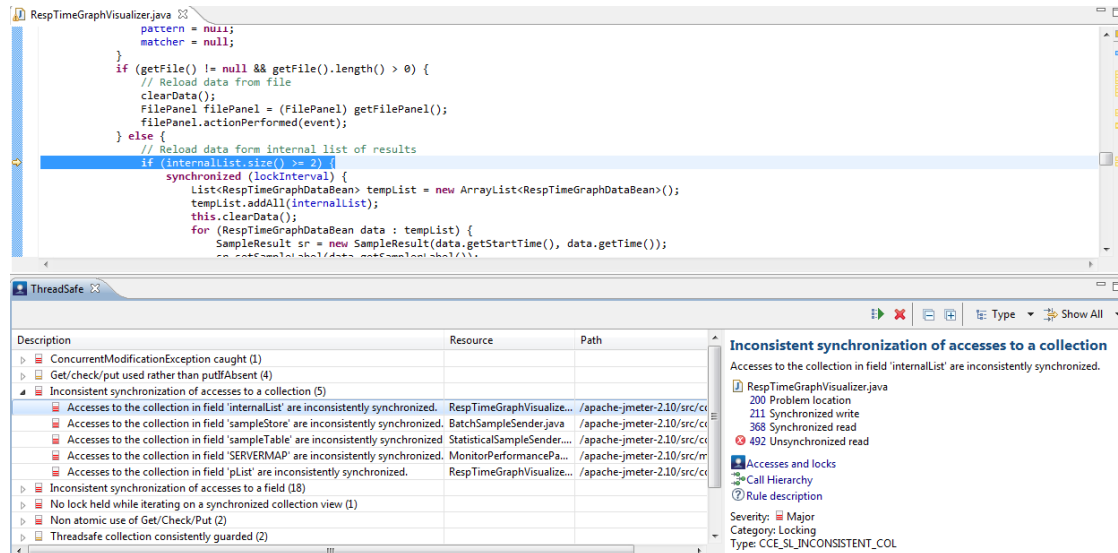 RespTimeGraphVisualizer.java
pattern = null;
matcher = null;
}
if (getFile() != null && getFile().length() > 0) {
// Reload data from file
clearData();
FilePanel filePanel = (FilePanel) getFilePanel();
filePanel.actionPerformed(event);
} else {
// Reload data form internal list of results
if (internalList.size() >= 2) {
synchronized (lockInterval) {
List<RespTimeGraphDataBean> tempList = new ArrayList<RespTimeGraphDataBean>();
tempList.addAll(internalList);
this.clearData();
for (RespTimeGraphDataBean data : tempList) {
SampleResult sr = new SampleResult(data.getStartTime(), data.getTime());
sr.setSampleLabel(data.getSamplerLabel());
ThreadSafe
Type Show All
Description Resource Path
ConcurrentModificationException caught (1)
Get/check/put used rather than putIfAbsent (4)
Inconsistent synchronization of accesses to a collection (5)
Accesses to the collection in field 'internalList' are inconsistently synchronized. RespTimeGraphVisualize... /apache-jmeter-2.10/src/cc
Accesses to the collection in field 'sampleStore' are inconsistently synchronized. BatchSampleSender.java /apache-jmeter-2.10/src/cc
Accesses to the collection in field 'sampleTable' are inconsistently synchronized StatisticalSampleSender.... /apache-jmeter-2.10/src/cc
Accesses to the collection in field 'SERVERMAP' are inconsistently synchronized. MonitorPerformancePa... /apache-jmeter-2.10/src/m
Accesses to the collection in field 'pList' are inconsistently synchronized. RespTimeGraphVisualize... /apache-jmeter-2.10/src/cc
Inconsistent synchronization of accesses to a field (18)
No lock held while iterating on a synchronized collection view (1)
Non atomic use of Get/Check/Put (2)
Threadsafe collection consistently guarded (2)
Inconsistent synchronization of accesses to a collection
Accesses to the collection in field 'internalList' are inconsistently synchronized.
RespTimeGraphVisualizer.java
200 Problem location
211 Synchronized write
368 Synchronized read
492 Unsynchronized read
Accesses and locks
Call Hierarchy
Rule description
Severity: Major
Category: Locking
Type: CCE_SL_INCONSISTENT_COL